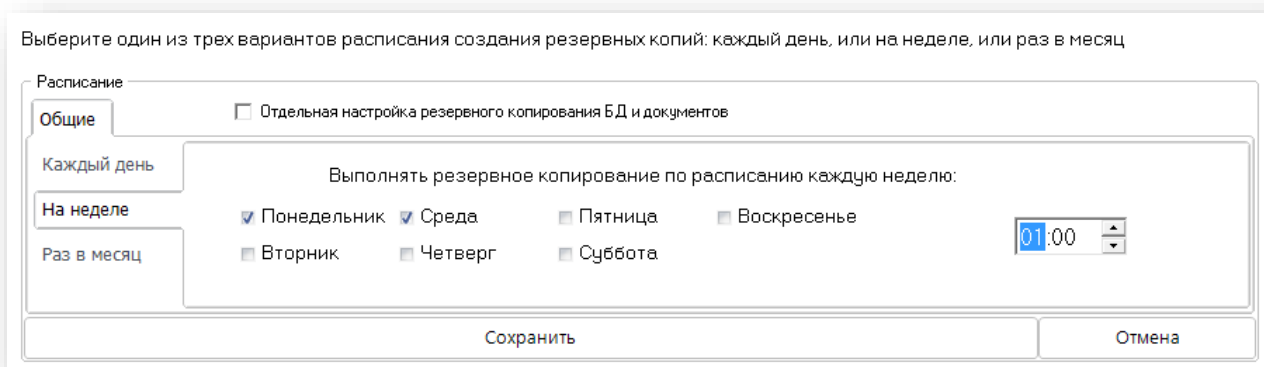 Выберите один из трех вариантов расписания создания резервных копий: каждый день, или на неделе, или раз в месяц
Расписание
Общие
Отдельная настройка резервного копирования БД и документов
Каждый день
Выполнять резервное копирование по расписанию каждую неделю:
На неделе
Понедельник Среда Пятница Воскресенье
01:00
Раз в месяц
Вторник Четверг Суббота
Сохранить
Отмена